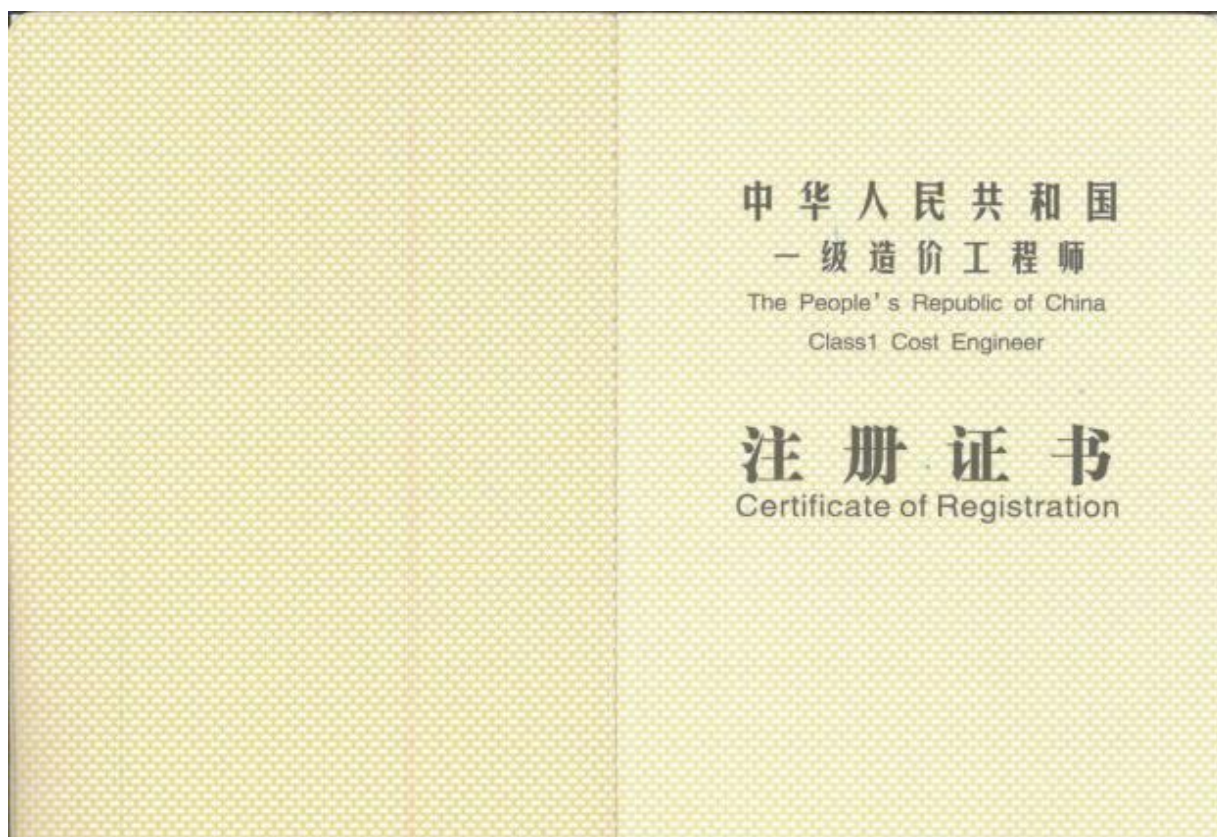 中华人民共和国
一级造价工程师
The People's Republic of China
Class1 Cost Engineer
注册证书
Certificate of Registration